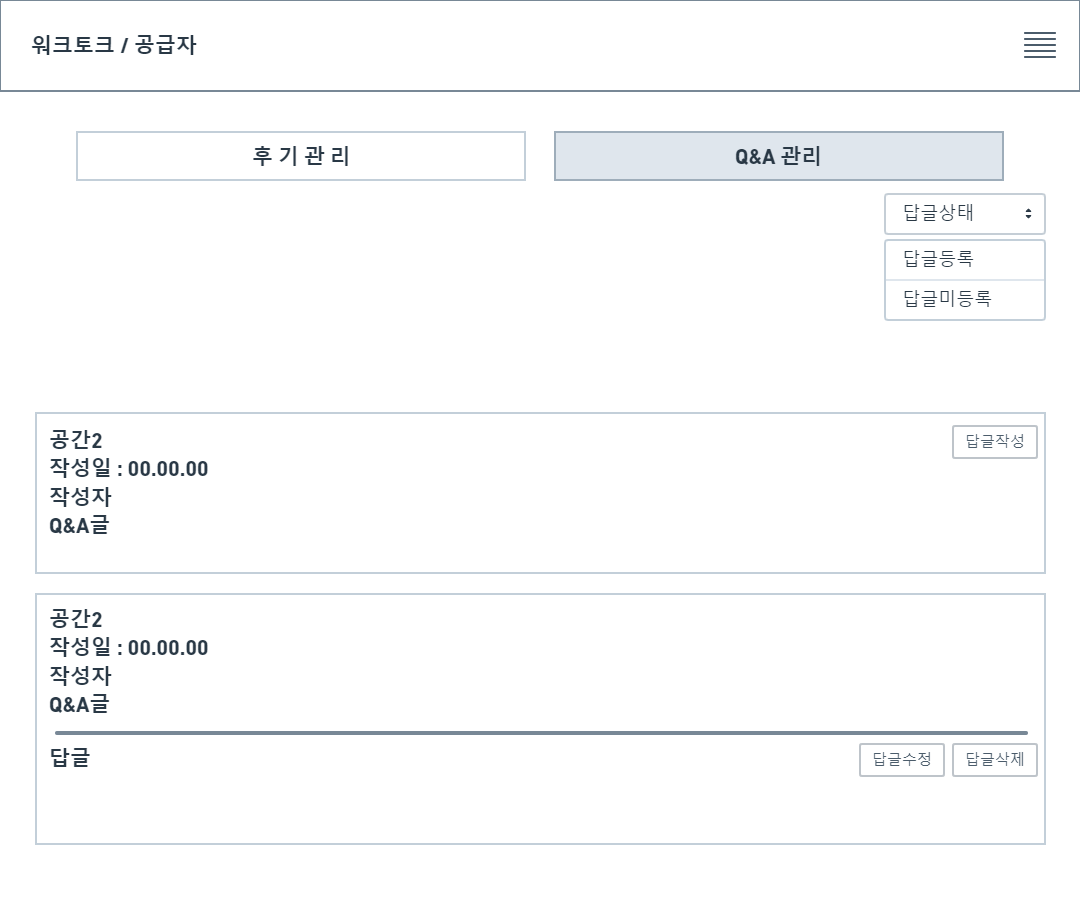 워크토크 / 공급자
후 기 관 리
Q&A 관리
답글상태
답글등록
답글미등록
공간2
답글작성
작성일 : 00.00.00
작성자
Q&A글
공간2
작성일 : 00.00.00
작성자
Q&A글
답글
답글수정
답글삭제